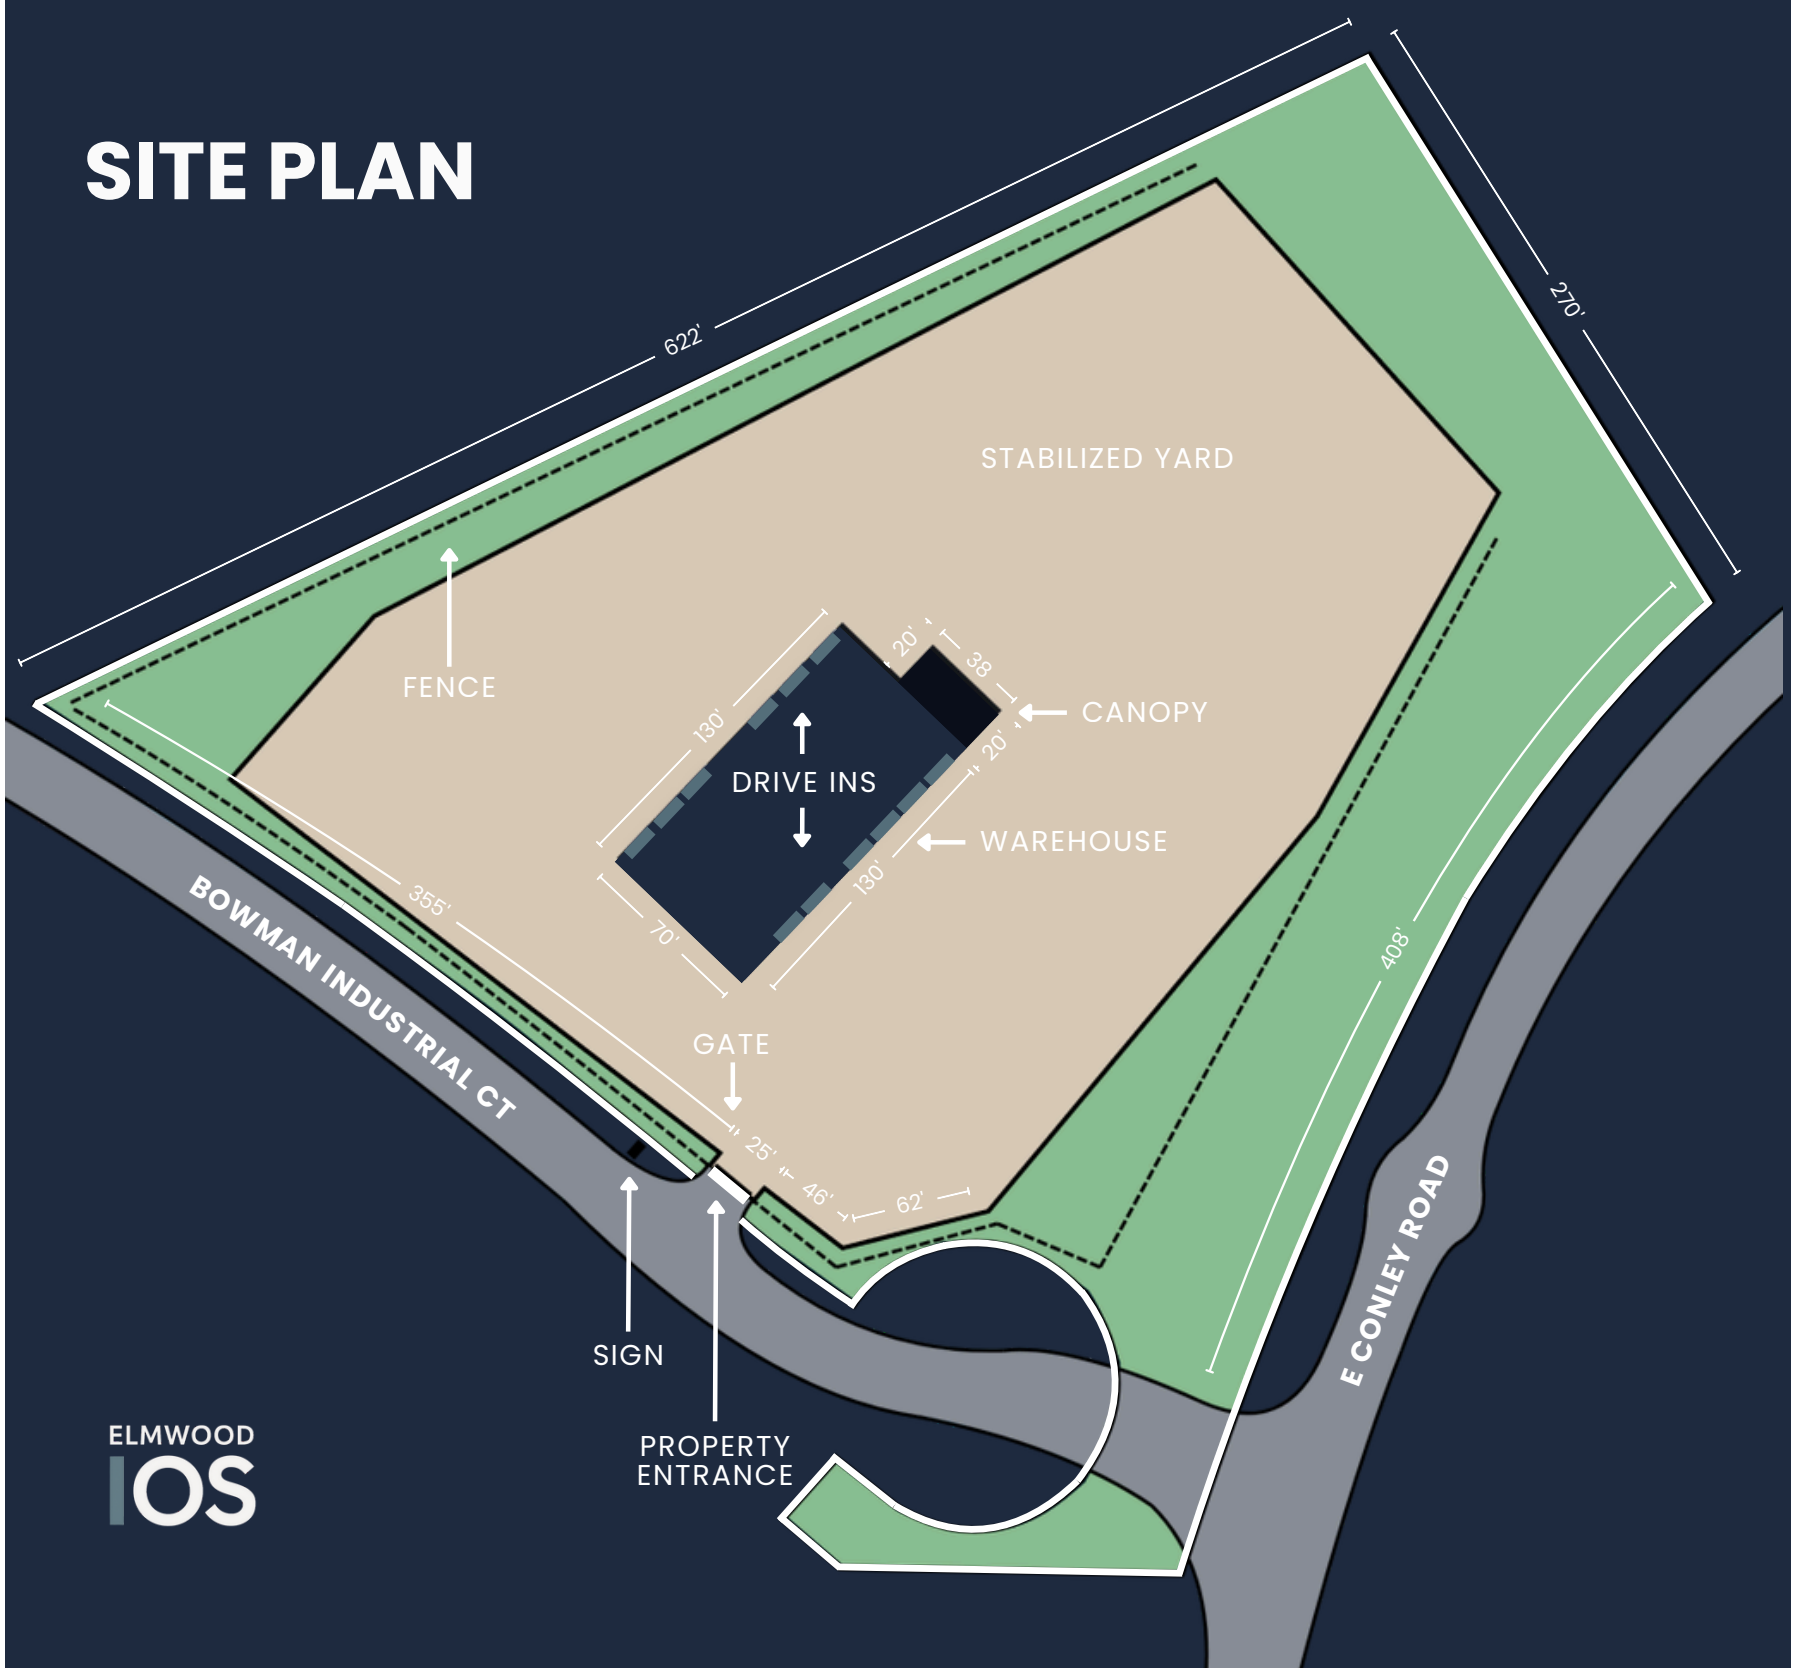 SITE PLAN
622'
270'
STABILIZED YARD
FENCE
20'
38
CANOPY
130'
20'
DRIVE INS
WAREHOUSE
130'
355'
70'
408'
BOWMAN INDUSTRIAL CT
GATE
25'
46'
62'
E CONLEY ROAD
SIGN
PROPERTY
ENTRANCE
ELMWOOD
IOS